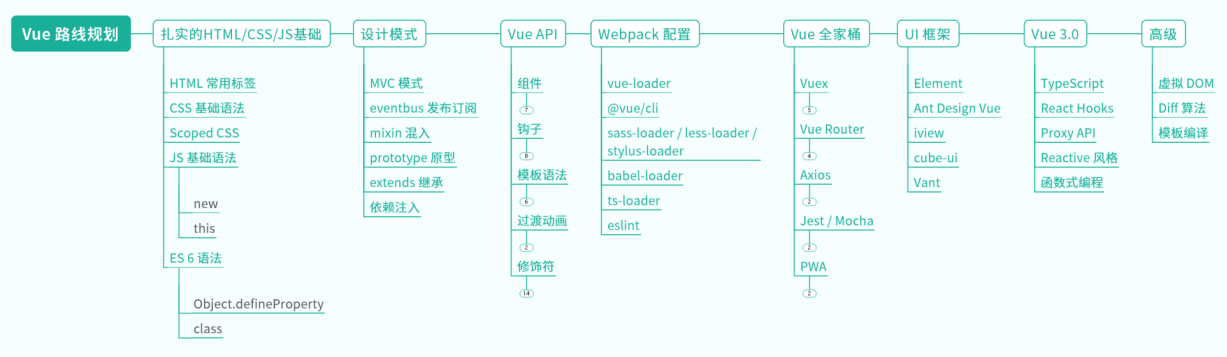 Vue 路线规划
扎实的HTML/CSS/JS基础
HTML 常用标签
CSS 基础语法
Scoped CSS
JS 基础语法
new
this
ES 6 语法
Object.defineProperty
class
设计模式
MVC 模式
eventbus 发布订阅
mixin 混入
prototype 原型
extends 继承
依赖注入
Vue API
组件
7
钩子
8
模板语法
6
过渡动画
2
修饰符
14
Webpack 配置
vue-loader
@vue/cli
sass-loader / less-loader /
stylus-loader
babel-loader
ts-loader
eslint
Vue 全家桶
Vuex
5
Vue Router
4
Axios
2
Jest / Mocha
2
PWA
2
UI 框架
Element
Ant Design Vue
iview
cube-ui
Vant
Vue 3.0
TypeScript
React Hooks
Proxy API
Reactive 风格
函数式编程
高级
虚拟 DOM
Diff 算法
模板编译